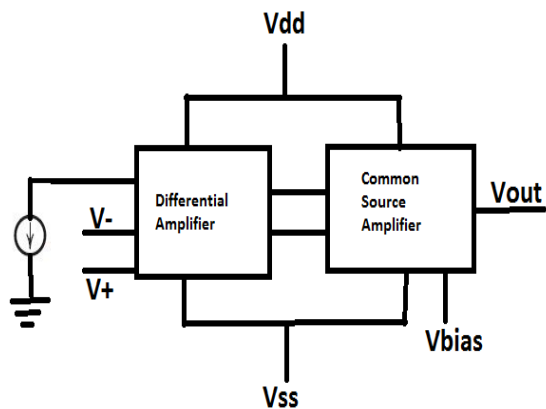 Vdd
Differential
Amplifier
Common
Source
Amplifier
Vout
V-
V+
Vbias
Vss